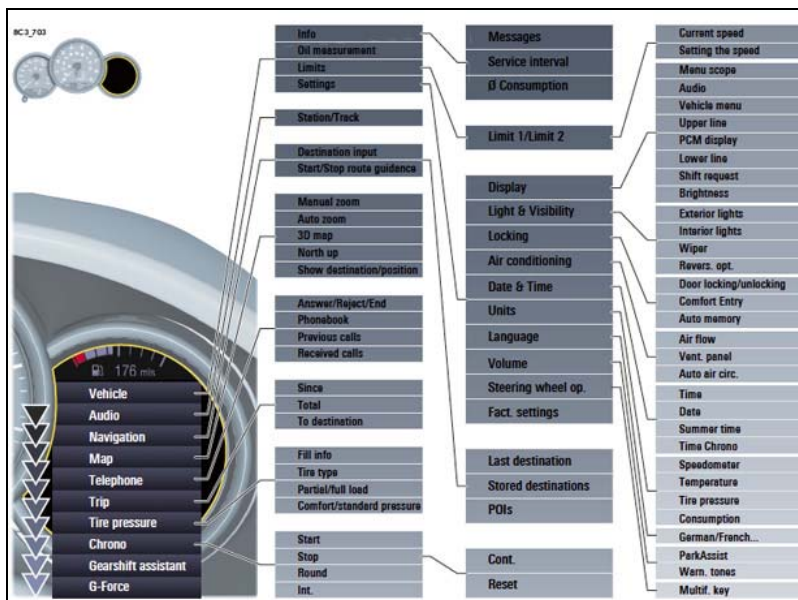 BC3_703
176 mls
Vehicle
Audio
Navigation
Map
Telephone
Trip
Tire pressure
Chrono
Gearshift assistant
G-Force
Info
Oil measurement
Limits
Settings
Station/Track
Destination input
Start/Stop route guidance
Manual zoom
Auto zoom
3D map
North up
Show destination/position
Answer/Reject/End
Phonebook
Previous calls
Received calls
Since
Total
To destination
Fill info
Tire type
Partial/full load
Comfort/standard pressure
Start
Stop
Round
Int.
Messages
Service interval
Ø Consumption
Limit 1/Limit 2
Display
Light & Visibility
Locking
Air conditioning
Date & Time
Units
Language
Volume
Steering wheel op.
Fact. settings
Last destination
Stored destinations
POIs
Cont.
Reset
Current speed
Setting the speed
Menu scope
Audio
Vehicle menu
Upper line
PCM display
Lower line
Shift request
Brightness
Exterior lights
Interior lights
Wiper
Revers. opt.
Door locking/unlocking
Comfort Entry
Auto memory
Air flow
Vent. panel
Auto air circ.
Time
Date
Summer time
Time Chrono
Speedometer
Temperature
Tire pressure
Consumption
German/French...
ParkAssist
Warn. tones
Multif. key